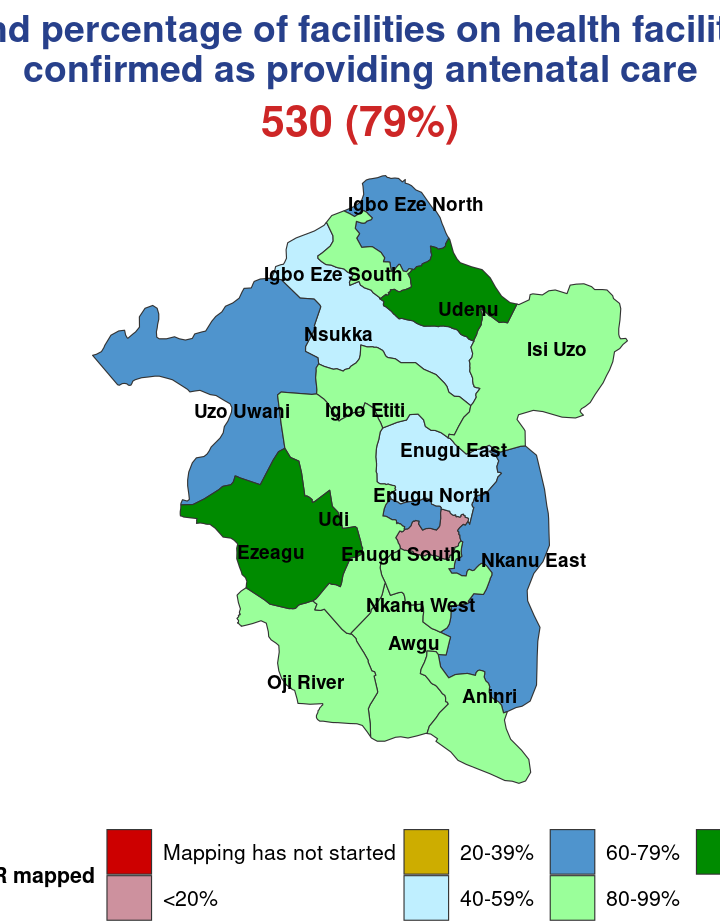 percentage of facilities on health
confirmed as providing antenatal care
530 (79%)
Igbo Eze North
Igbo Eze South
Udenu
Nsukka
Isi Uzo
Uzo Uwani
Igbo Etiti
Enugu East
Enugu North
Udi
Ezeagu
Enugu South
Nkanu East
Nkanu West
Awgu
Oji River
Aninri
mapped
Mapping has not started
20-39%
60-79%
<20%
40-59%
80-99%